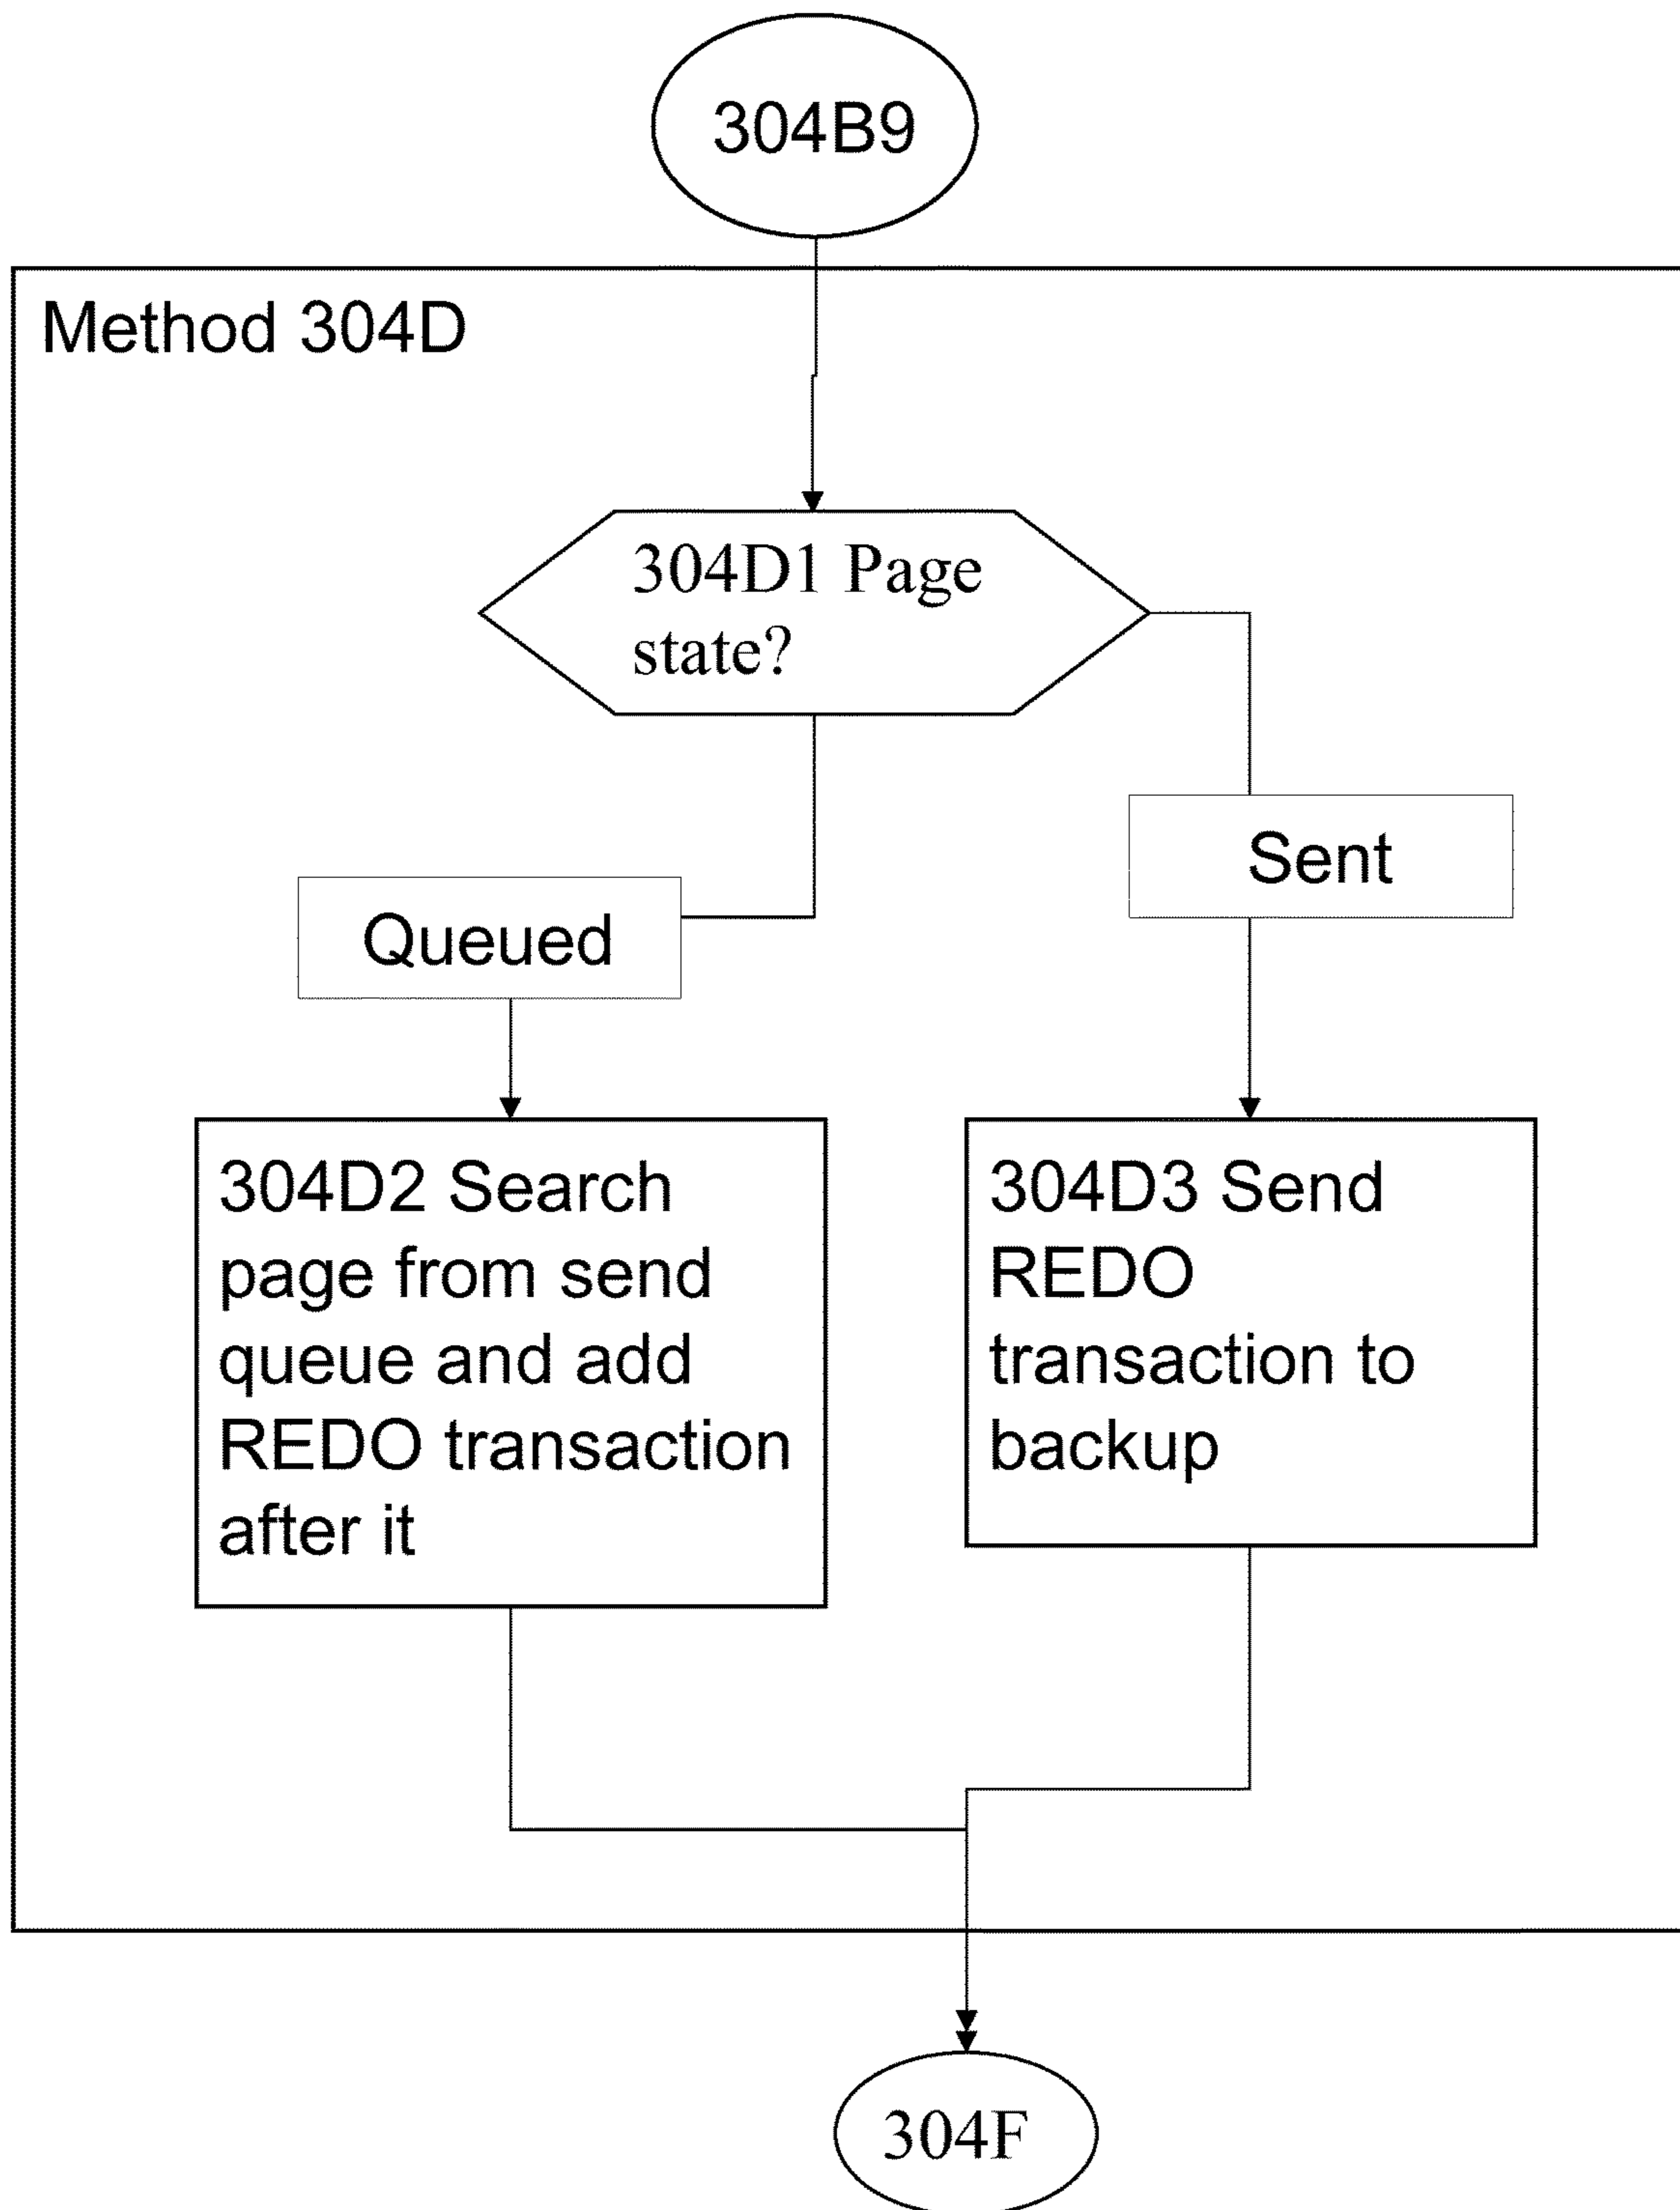 304B9
Method 304D
304D1 Page
state?
Sent
Queued
304D2 Search
page from send
queue and add
REDO transaction
after it
304D3 Send
REDO
transaction to
backup
304F